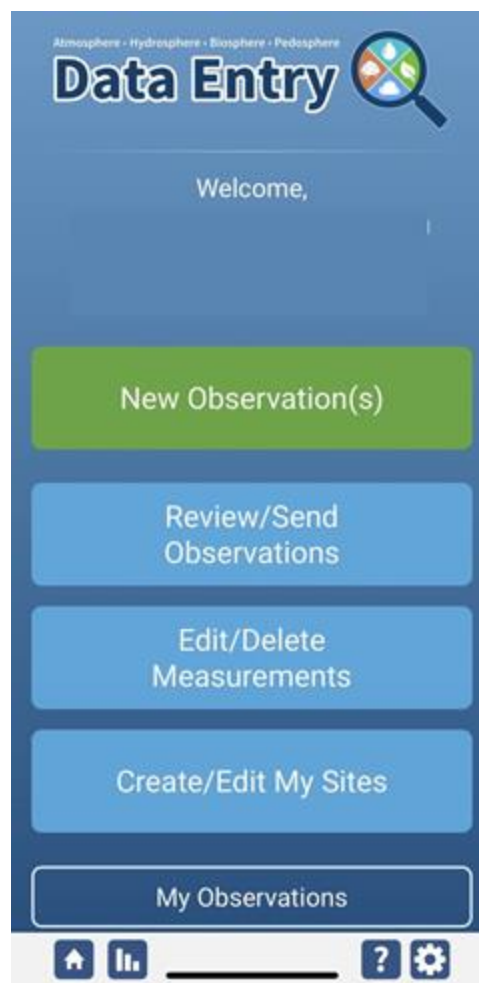 Atmosphere - Hydrosphere - Biosphere - Pedosphere
Data Entry
Welcome,
New Observation(s)
Review/Send
Observations
Edit/Delete
Measurements
Create/Edit My Sites
My Observations
?